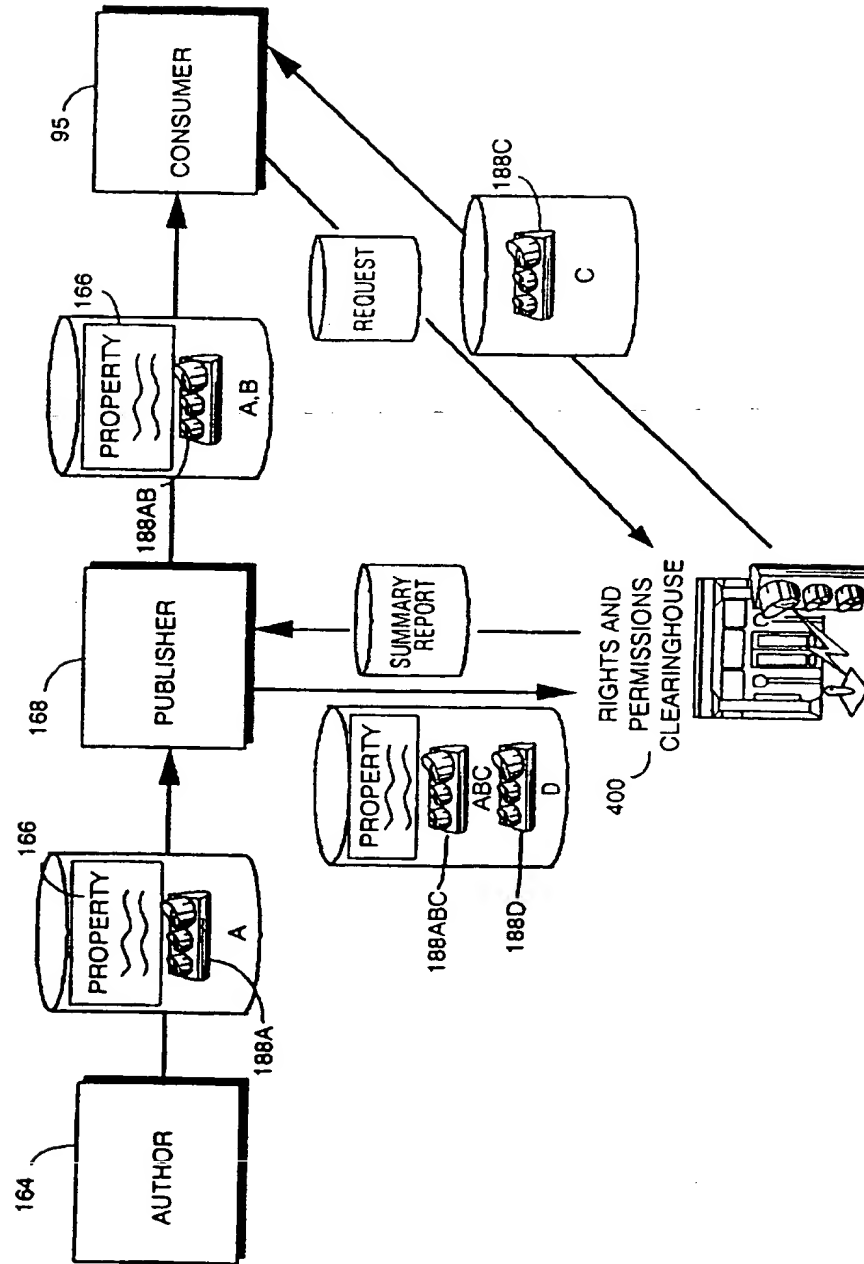 164
AUTHOR
166
PROPERTY
A
188A
168
PUBLISHER
166
PROPERTY
188AB
A,B
95
CONSUMER
PROPERTY
188ABC
ABC
188D
D
SUMMARY
REPORT
REQUEST
188C
C
400
RIGHTS AND
PERMISSIONS
CLEARINGHOUSE